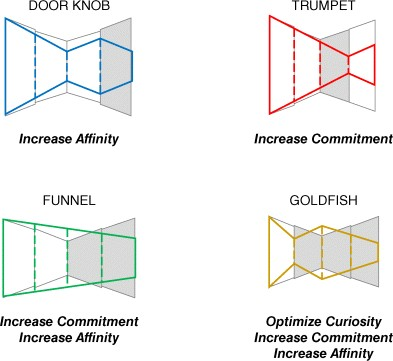 DOOR KNOB
Increase Affinity
TRUMPET
Increase Commitment
FUNNEL
Increase Commitment
Increase Affinity
GOLDFISH
Optimize Curiosity
Increase Commitment
Increase Affinity